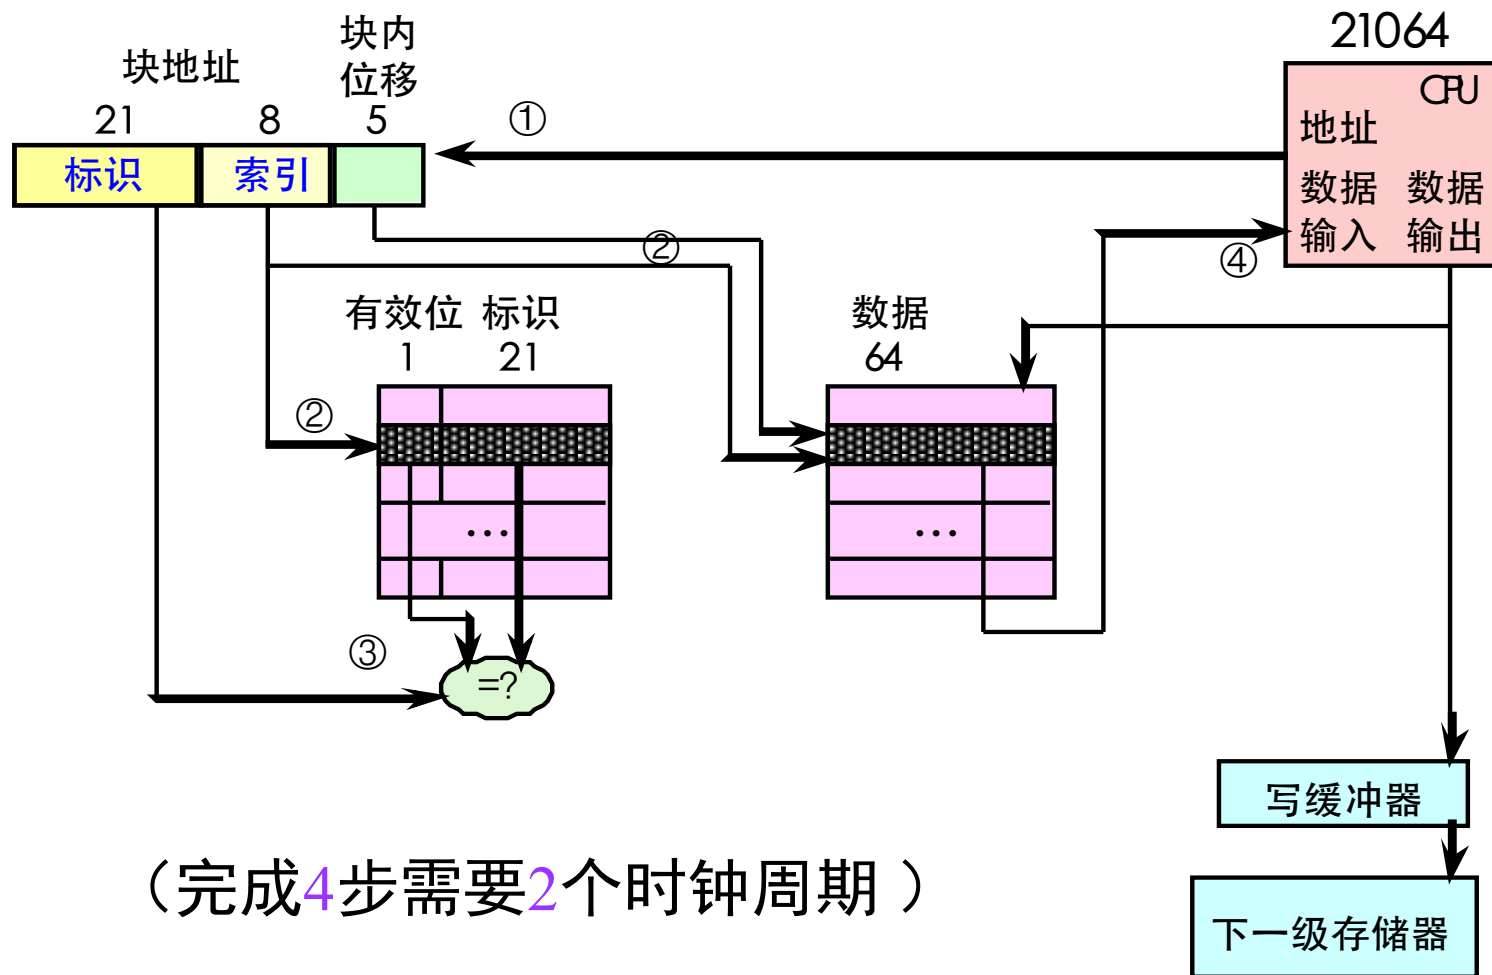 块地址
块内
位移
21
8
5
标识
索引
①
21064
CPU
地址
数据
输入
数据
输出
②
④
有效位 标识
1
21
数据
64
②
…
…
③
=?
写缓冲器
下一级存储器
（完成4步需要2个时钟周期）